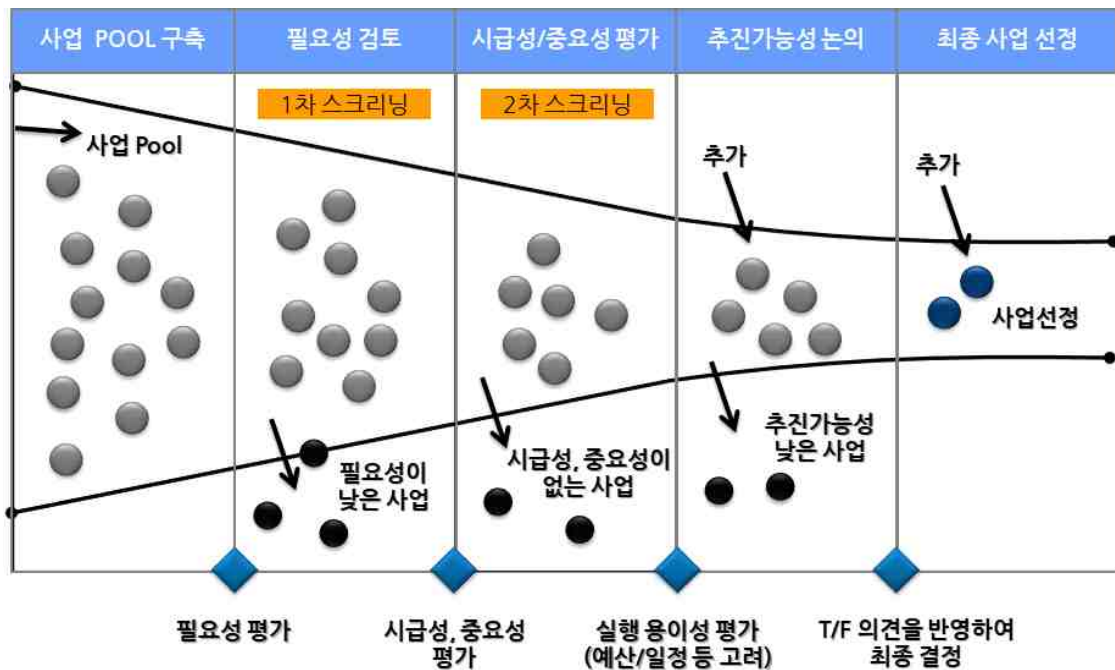 사업 POOL 구축
필요성 검토
시급성/중요성 평가
추진가능성 논의
최종 사업 선정
1차 스크리닝
2차 스크리닝
사업 Pool
추가
추가
사업선정
필요성이
낮은 사업
시급성, 중요성이
없는 사업
추진가능성
낮은 사업
필요성 평가
시급성, 중요성
평가
실행 용이성 평가
(예산/일정 등 고려)
T/F 의견을 반영하여
최종 결정